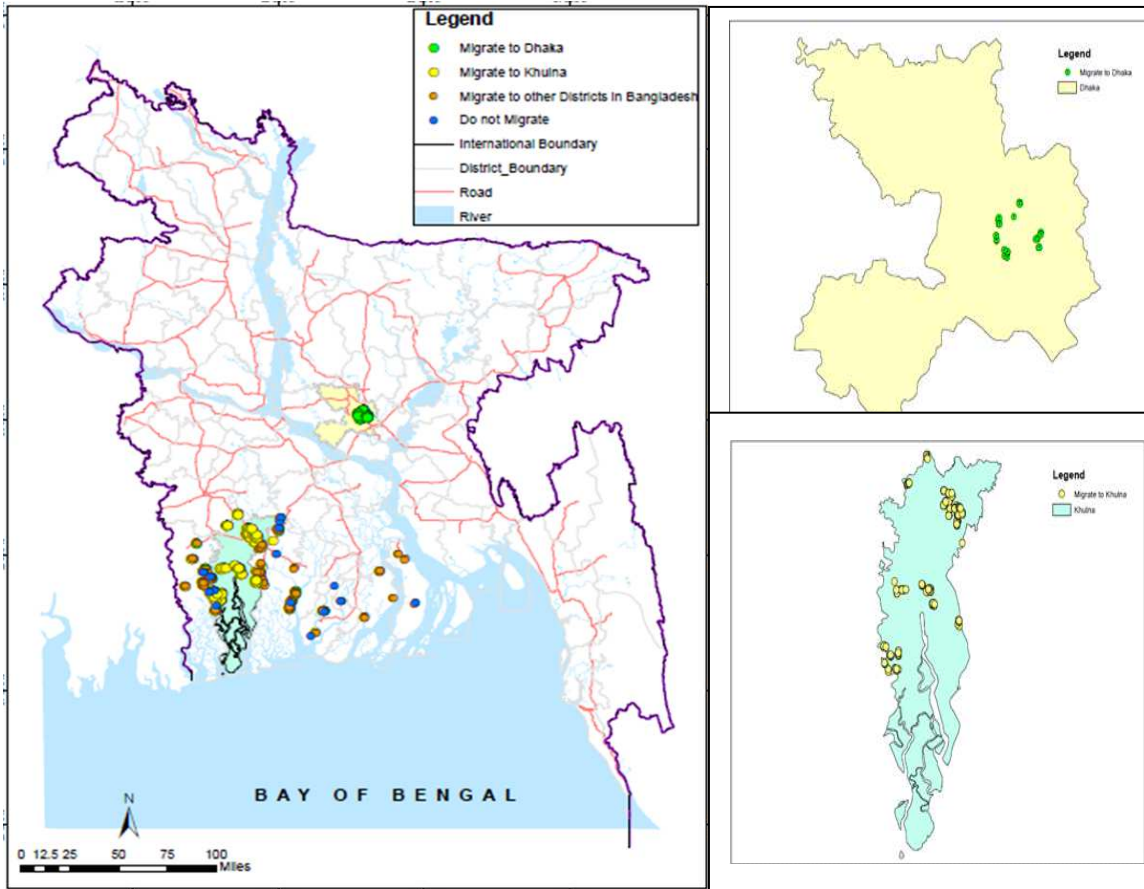 Legend
Migrate to Dhaka
Migrate to Khulna
Migrate to other Districts in Bangladesh
Do not Migrate
International Boundary
District_Boundary
Road
River
BAY OF BENGAL
N
0 12.5 25 50 75 100
Miles
Legend
Migrate to Dhaka
Dhaka
Legend
Migrate to Khulna
Khulna